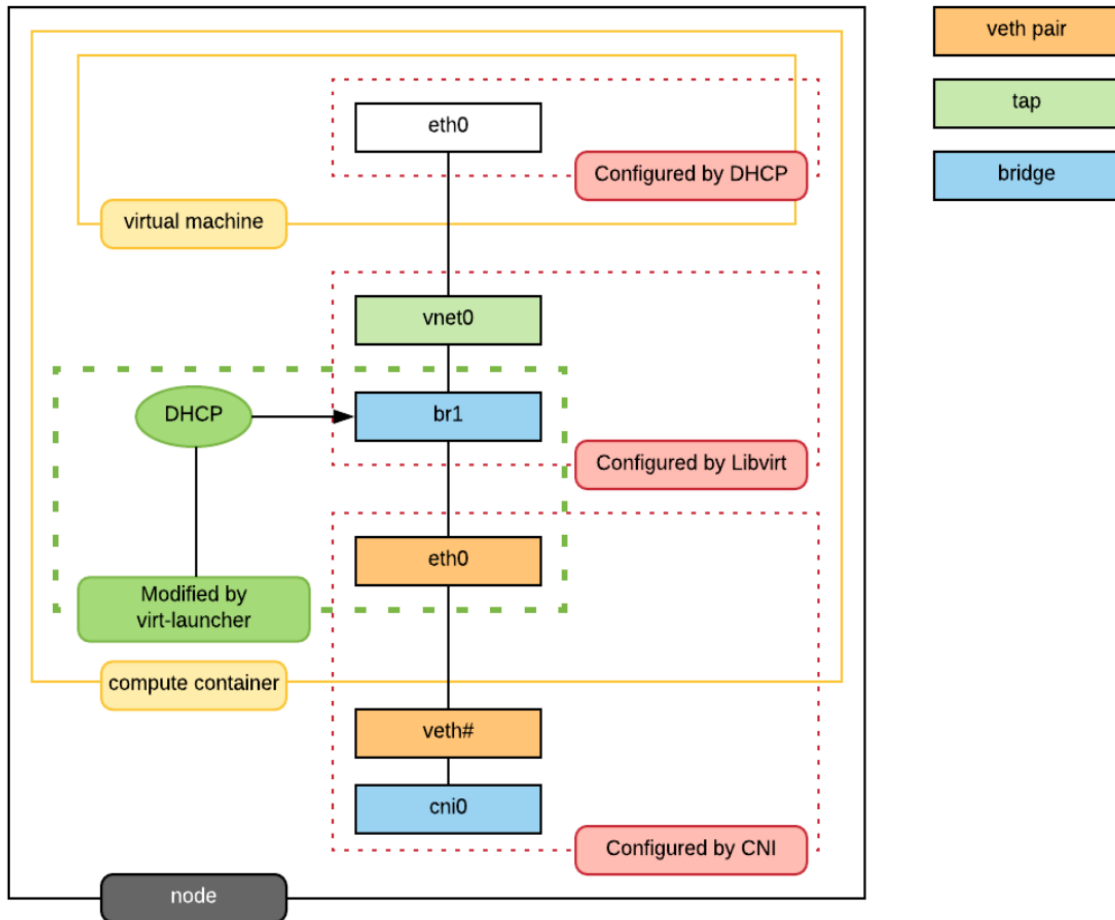 veth pair
tap
bridge
eth0
Configured by DHCP
virtual machine
vnet0
DHCP
br1
Configured by Libvirt
eth0
Modified by
virt-launcher
compute container
veth#
cni0
Configured by CNI
node